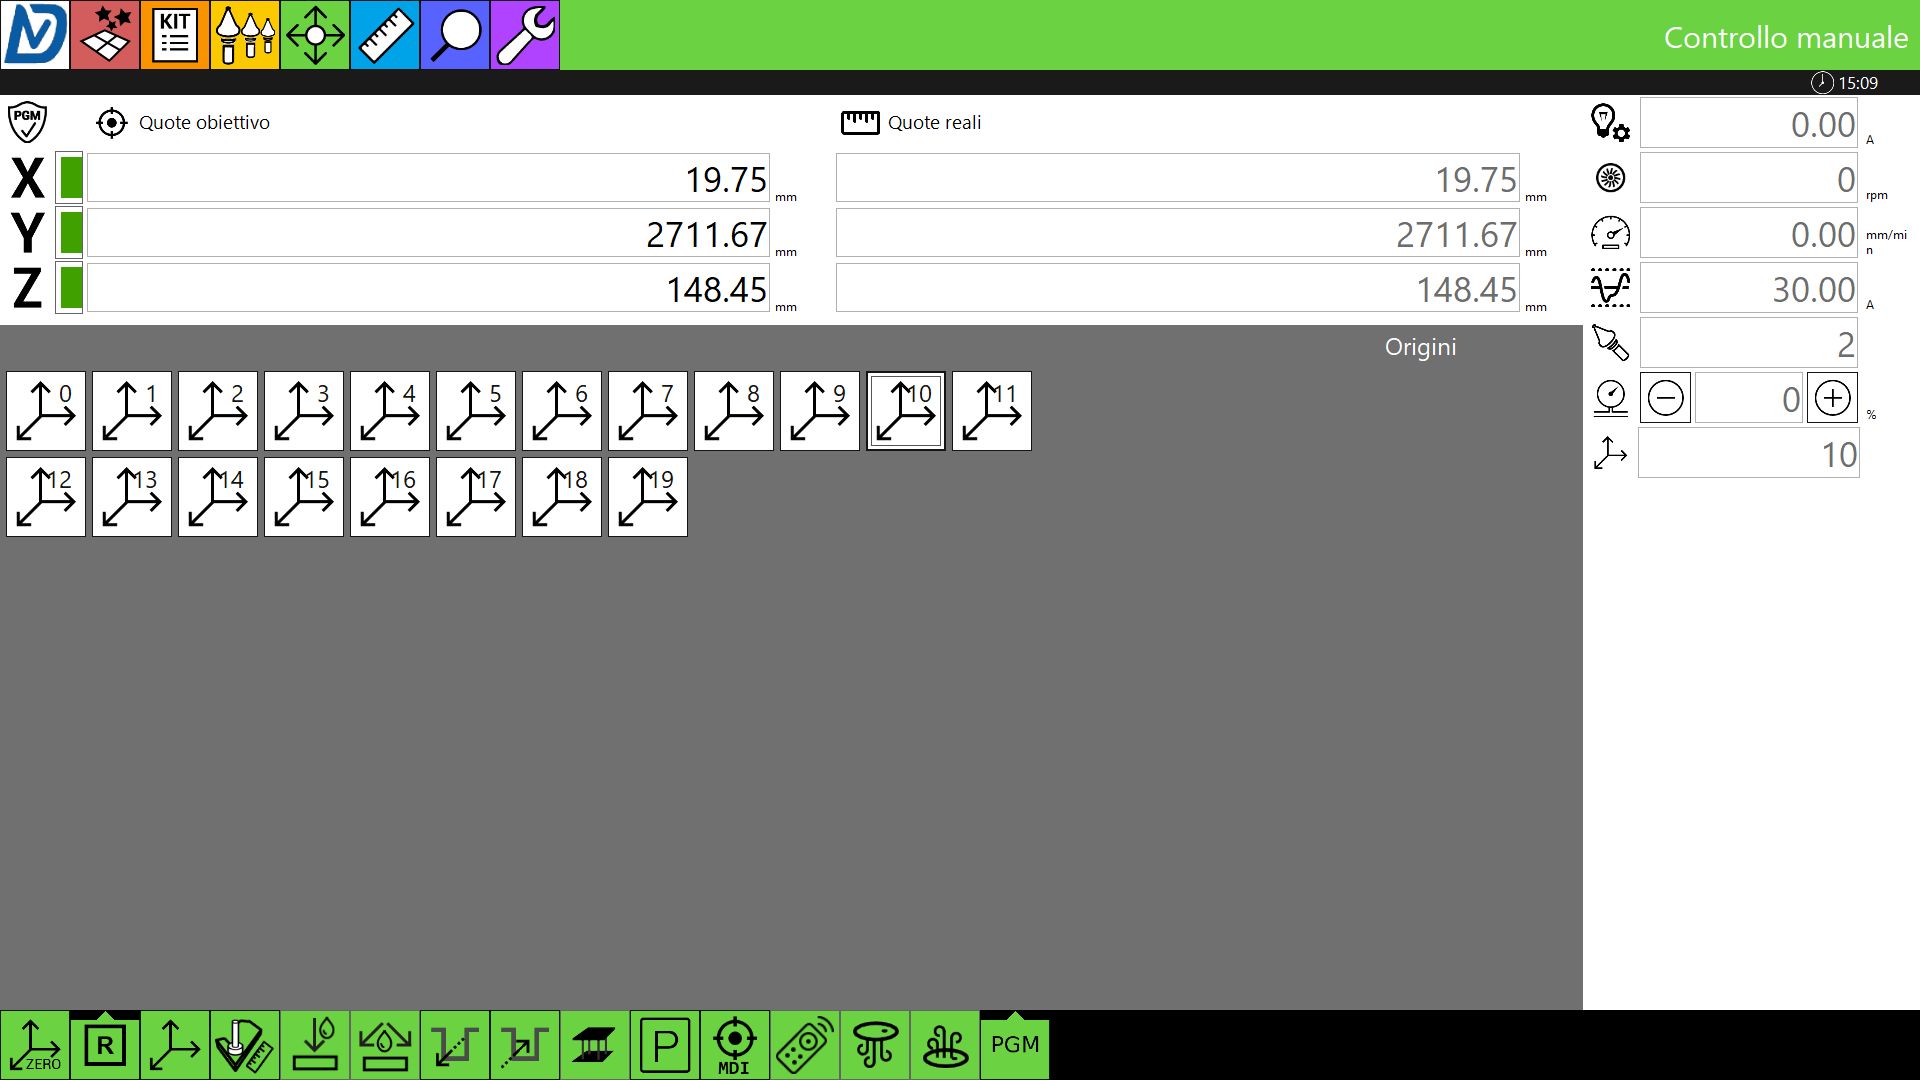 KIT
Controllo manuale
15:09
PGM
Quote obiettivo
Quote reali
0.00 A
X 19.75 mm 19.75 mm
0 rpm
Y 2711.67 mm 2711.67 mm
0.00 mm/min
Z 148.45 mm 148.45 mm
30.00 A
Origini
2
0 1 2 3 4 5 6 7 8 9 10 11
0 %
10
12 13 14 15 16 17 18 19
ZERO R P MDI PGM